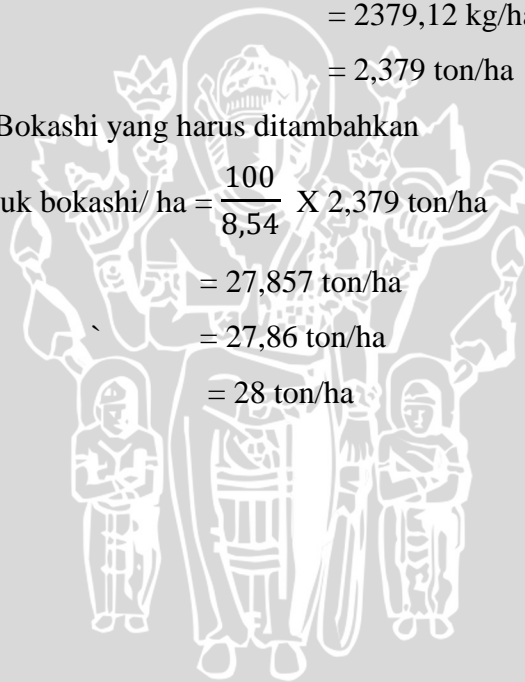 = 2379,12 kg/ha
= 2,379 ton/ha
Bokashi yang harus ditambahkan
uk bokashi/ ha = 100/8,54 X 2,379 ton/ha
= 27,857 ton/ha
` = 27,86 ton/ha
= 28 ton/ha